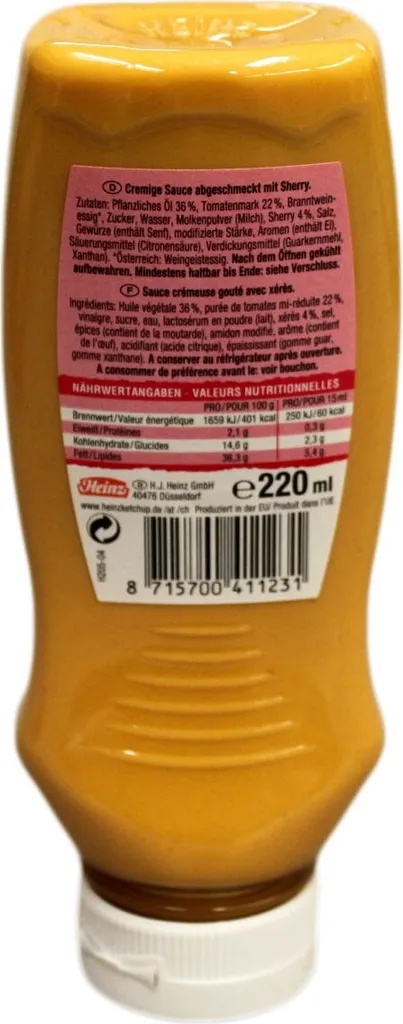 HEINZ
D Cremige Sauce abgeschmeckt mit Sherry.
Zutaten: Pflanzliches Öl 36 %, Tomatenmark 22 %, Branntwein-
essig*, Zucker, Wasser, Molkenpulver (Milch), Sherry 4 %, Salz,
Gewürze (enthält Senf), modifizierte Stärke, Aromen (enthält Ei),
Säuerungsmittel (Citronensäure), Verdickungsmittel (Guarkernmehl,
Xanthan). *Österreich: Weingeistessig. Nach dem Öffnen gekühlt
aufbewahren. Mindestens haltbar bis Ende: siehe Verschluss.
F Sauce crémeuse gouté avec xérès.
Ingrédients: Huile végétale 36 %, purée de tomates mi-réduite 22 %,
vinaigre, sucre, eau, lactosérum en poudre (lait), xérès 4 %, sel,
épices (contient de la moutarde), amidon modifié, arôme (contient
de l'œuf), acidifiant (acide citrique), épaississant (gomme guar,
gomme xanthane). A conserver au réfrigérateur après ouverture.
A consommer de préférence avant le: voir bouchon.
NÄHRWERTANGABEN - VALEURS NUTRITIONNELLES
PRO/POUR 100 g PRO/POUR 15ml
Brennwert/Valeur énergétique 1659 kJ/401 kcal 250 kJ/60 kcal
Eiweiß/Protéines 2,1 g 0,3 g
Kohlenhydrate/Glucides 14,6 g 2,3 g
Fett/Lipides 36,3 g 5,4 g
Heinz D H.J. Heinz GmbH
40476 Düsseldorf
e 220 ml
www.heinzketchup.de /at /ch Produziert in der EU/ Produit dans l'UE
H205-04
8 715700 411231